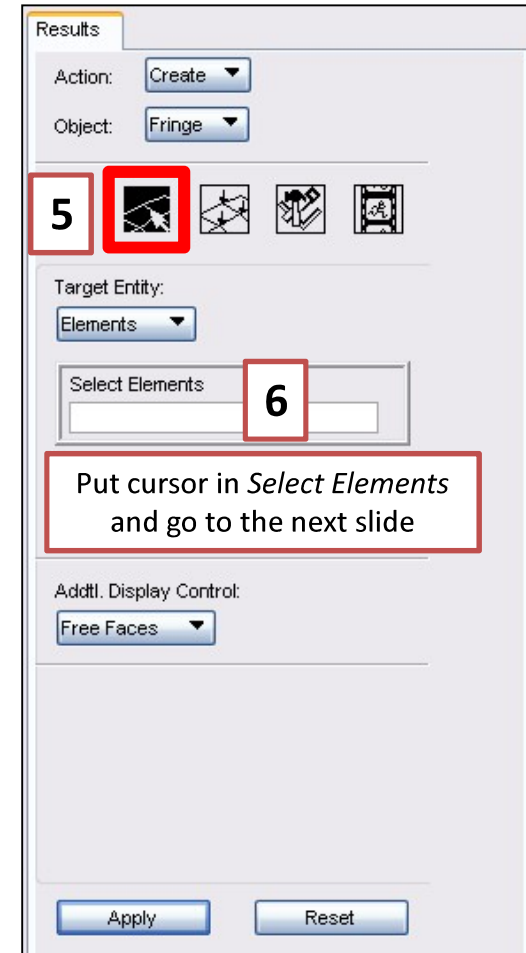 Results
Action: Create
Object: Fringe
5
Target Entity:
Elements
Select Elements
6
Put cursor in Select Elements
and go to the next slide
Addtl. Display Control:
Free Faces
Apply Reset